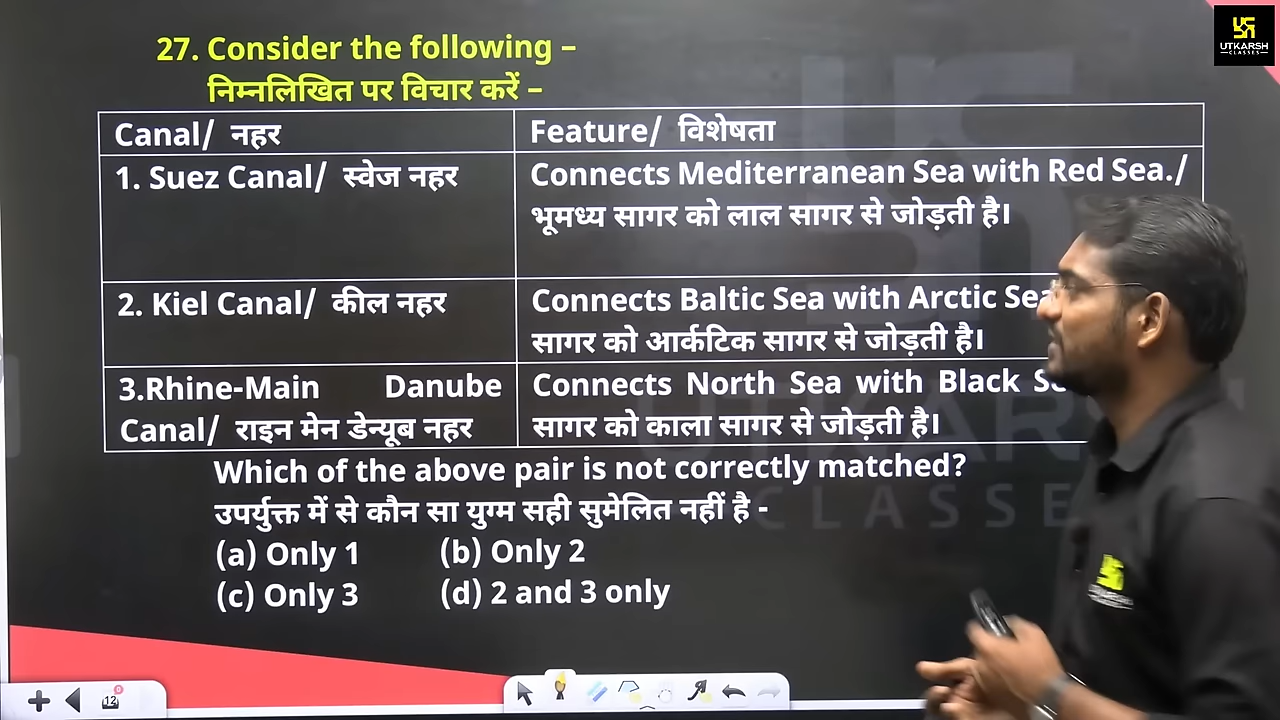 27. Consider the following –
निम्नलिखित पर विचार करें –
Canal/ नहर
Feature/ विशेषता
1. Suez Canal/ स्वेज नहर
Connects Mediterranean Sea with Red Sea./
भूमध्य सागर को लाल सागर से जोड़ती है।
2. Kiel Canal/ कील नहर
Connects Baltic Sea with Arctic Sea
सागर को आर्कटिक सागर से जोड़ती है।
3.Rhine-Main Danube
Canal/ राइन मेन डेन्यूब नहर
Connects North Sea with Black
सागर को काला सागर से जोड़ती है।
Which of the above pair is not correctly matched?
उपर्युक्त में से कौन सा युग्म सही सुमेलित नहीं है -
(a) Only 1 (b) Only 2
(c) Only 3 (d) 2 and 3 only
UTKARSH
CLASSES
12